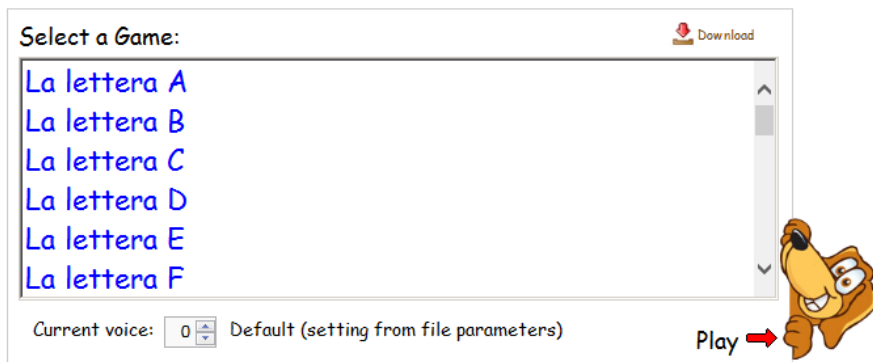 Select a Game:
Download
La lettera A
La lettera B
La lettera C
La lettera D
La lettera E
La lettera F
Current voice: 0 Default (setting from file parameters)
Play